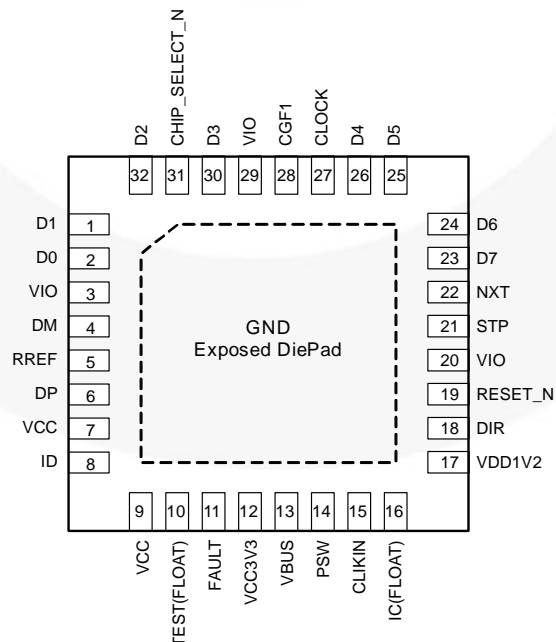 D2
CHIP_SELECT_N
D3
VIO
CGF1
CLOCK
D4
D5
32
31
30
29
28
27
26
25
D1 1
D0 2
VIO 3
DM 4
RREF 5
DP 6
VCC 7
ID 8
GND
Exposed DiePad
24 D6
23 D7
22 NXT
21 STP
20 VIO
19 RESET_N
18 DIR
17 VDD1V2
9
10
11
12
13
14
15
16
VCC
TEST(FLOAT)
FAULT
VCC3V3
VBUS
PSW
CLIKIN
IC(FLOAT)